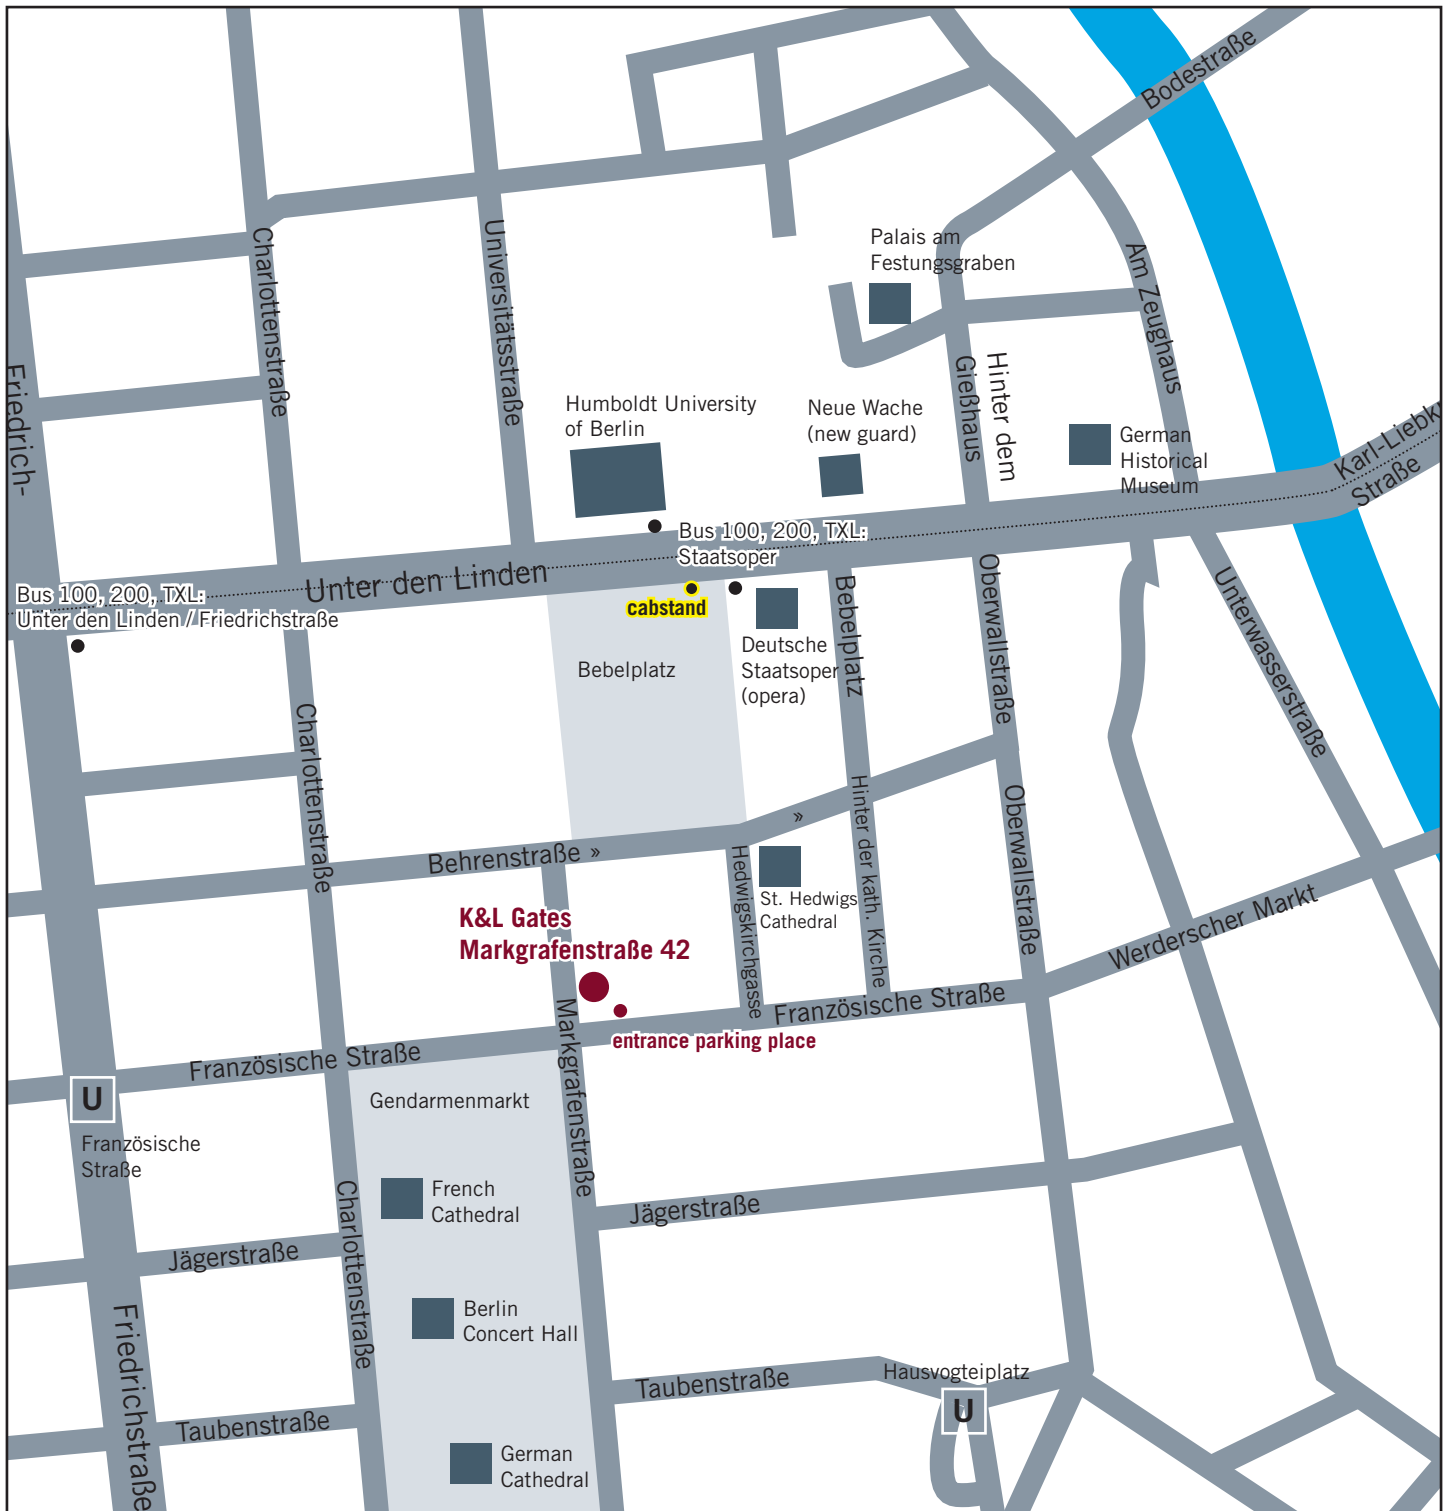 Bodestraße
Palais am
Festungsgraben
Charlottenstraße
Universitätsstraße
Am Zeughaus
Friedrich-
Hinter dem
Gießhaus
Humboldt University
of Berlin
Neue Wache
(new guard)
German
Historical
Museum
Karl-Liebk
Straße
Bus 100, 200, TXL:
Staatsoper
Unter den Linden
Bus 100, 200, TXL:
Unter den Linden / Friedrichstraße
cabstand
Bebelplatz
Deutsche
Staatsoper
(opera)
Bebelplatz
Oberwallstraße
Unterwasserstraße
Charlottenstraße
Hinter der kath. Kirche
Oberwallstraße
Behrenstraße »
»
Hedwigskirchgasse
St. Hedwigs
Cathedral
Werderscher Markt
K&L Gates
Markgrafenstraße 42
Französische Straße
entrance parking place
Französische Straße
Markgrafenstraße
U
Französische
Straße
Gendarmenmarkt
French
Cathedral
Charlottenstraße
Jägerstraße
Jägerstraße
Berlin
Concert Hall
Friedrichstraße
Taubenstraße
Taubenstraße
Hausvogteiplatz
U
German
Cathedral